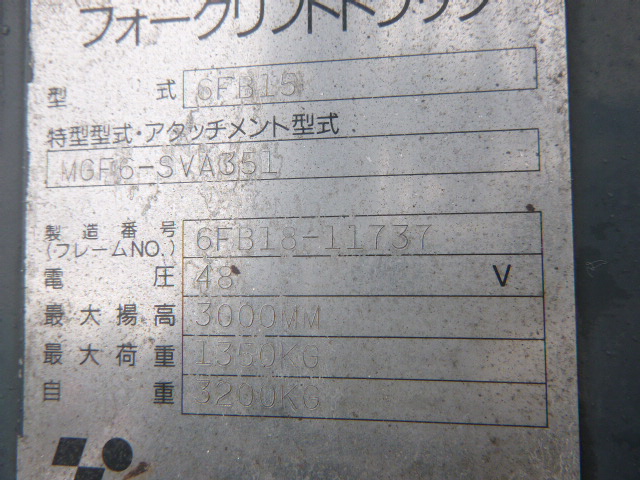 フォークリフトトラック
型 式 6FB15
特型型式・アタッチメント型式
MGF6-SVA351
製造番号 (フレームNO.) 6FB18-11737
電 圧 48 V
最大揚高 3000MM
最大荷重 1350KG
自 重 3200KG